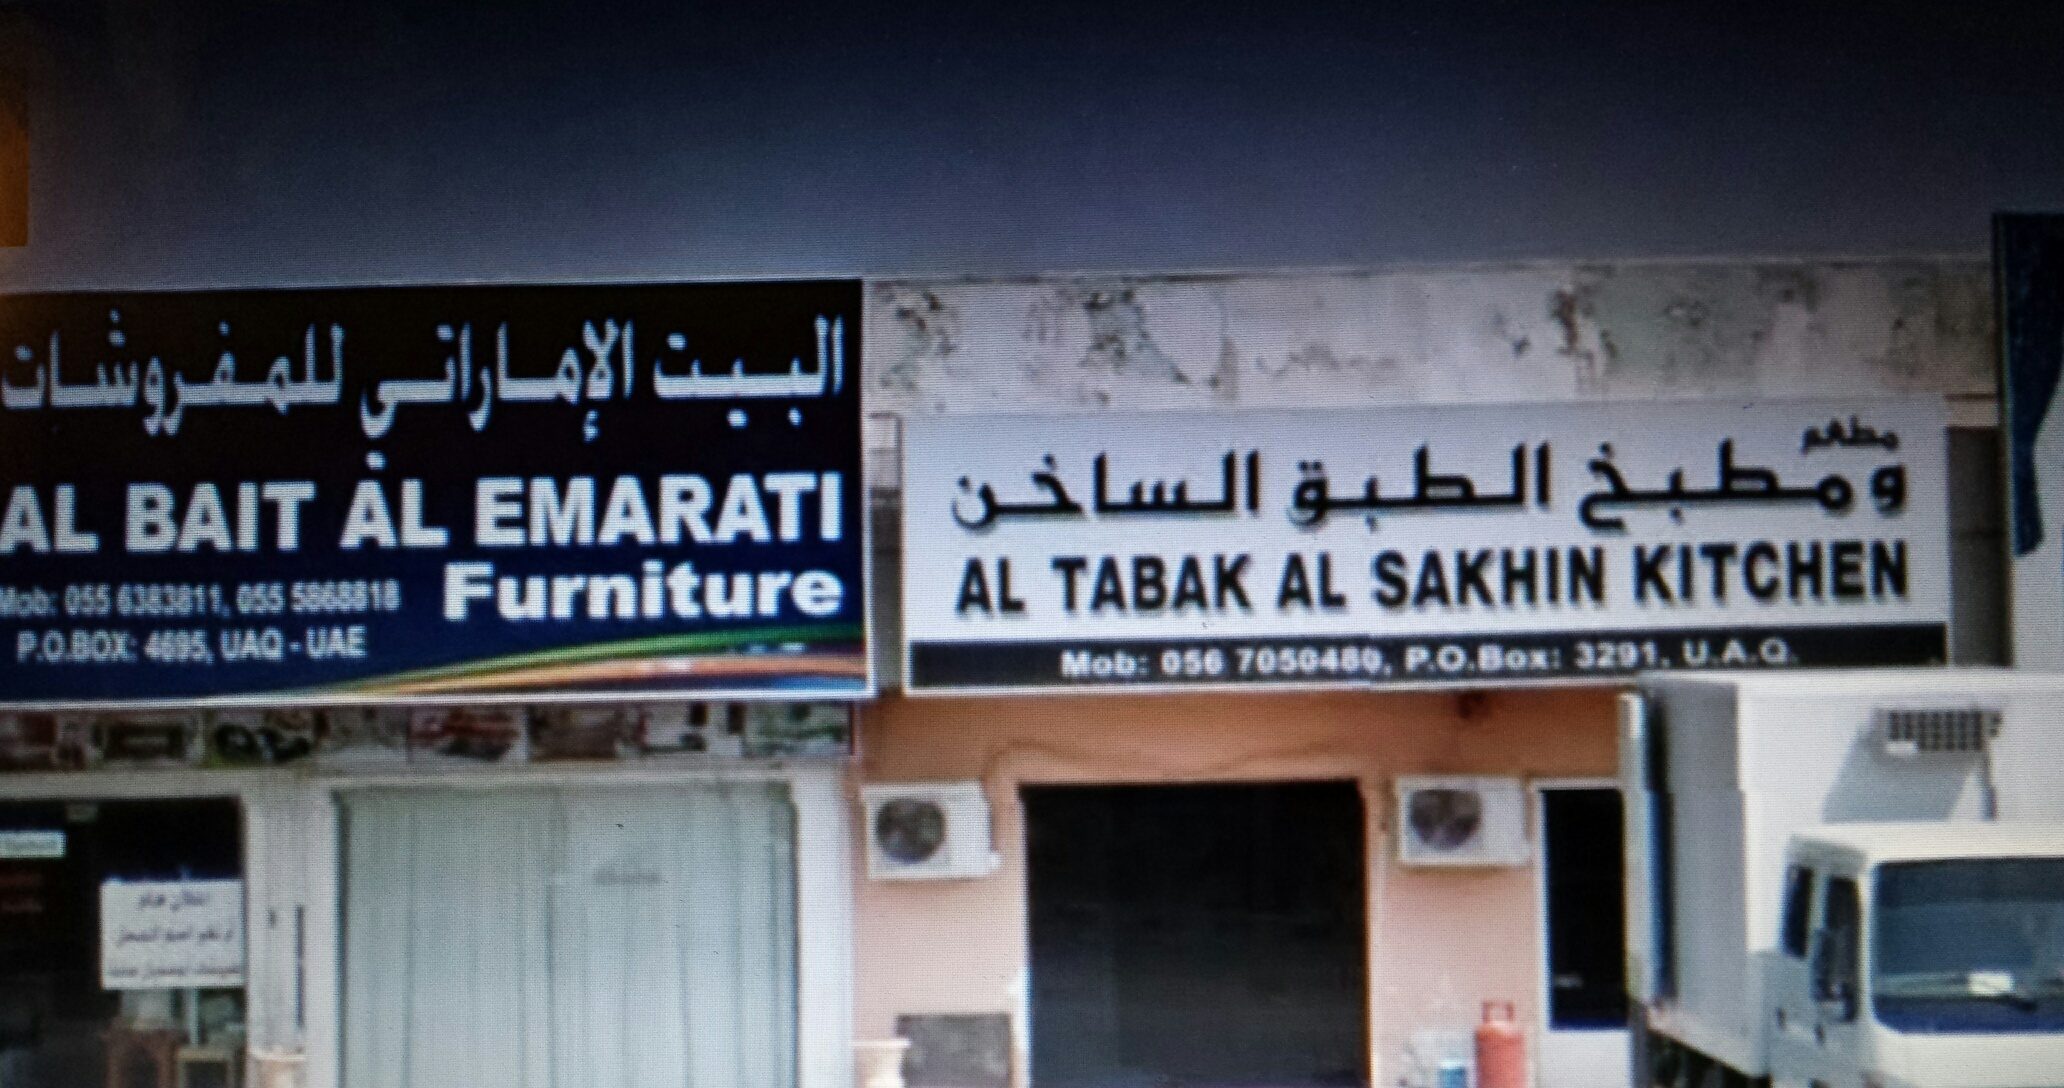 البيت الإماراتي للمفروشات
AL BAIT AL EMARATI
Furniture
Mob: 055 6383811, 055 5868818
P.O.BOX: 4695, UAQ - UAE
مطعم
ومطبخ الطبق الساخن
AL TABAK AL SAKHIN KITCHEN
Mob: 056 7050480, P.O.Box: 3291, U.A.Q.